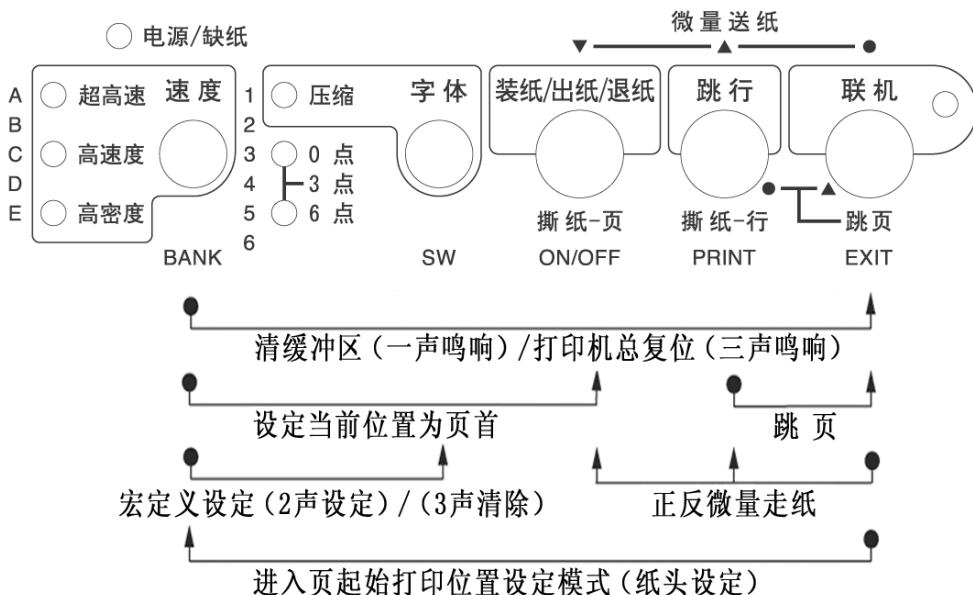 微量送纸
电源/缺纸
A 超高速 速度 1 压缩 字体 装纸/出纸/退纸 跳行 联机
B 2
C 高速度 3 0 点
D 4 3 点
E 高密度 5 6 点 撕纸-页 撕纸-行 跳页
6
BANK SW ON/OFF PRINT EXIT
清缓冲区(一声鸣响)/打印机总复位(三声鸣响)
设定当前位置为页首 跳 页
宏定义设定(2声设定)/(3声清除) 正反微量走纸
进入页起始打印位置设定模式(纸头设定)